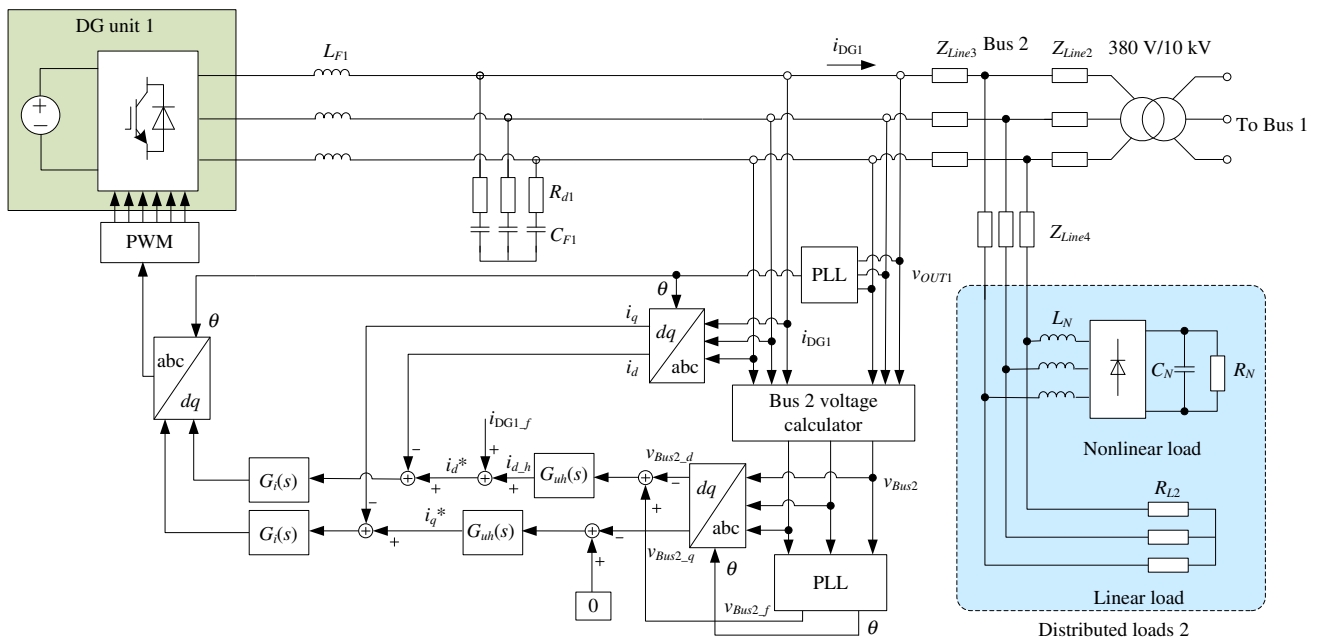 DG unit 1
L_F1
i_DG1
Z_Line3
Bus 2
Z_Line2
380 V/10 kV
+
−
To Bus 1
R_d1
C_F1
Z_Line4
PWM
PLL
v_OUT1
θ
θ
i_q
i_d
dq
abc
i_DG1
abc
dq
L_N
C_N
R_N
Nonlinear load
Bus 2 voltage
calculator
i_DG1_f
−
+
i_d*
+
i_d_h
+
G_i(s)
G_uh(s)
v_Bus2_d
−
+
dq
abc
v_Bus2
R_L2
−
i_q*
+
G_i(s)
G_uh(s)
−
+
v_Bus2_q
θ
PLL
0
v_Bus2_f
θ
Linear load
Distributed loads 2